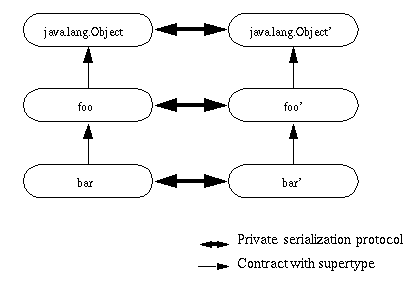 java.lang.Object java.lang.Object’
foo foo’
bar bar’
Private serialization protocol
Contract with supertype